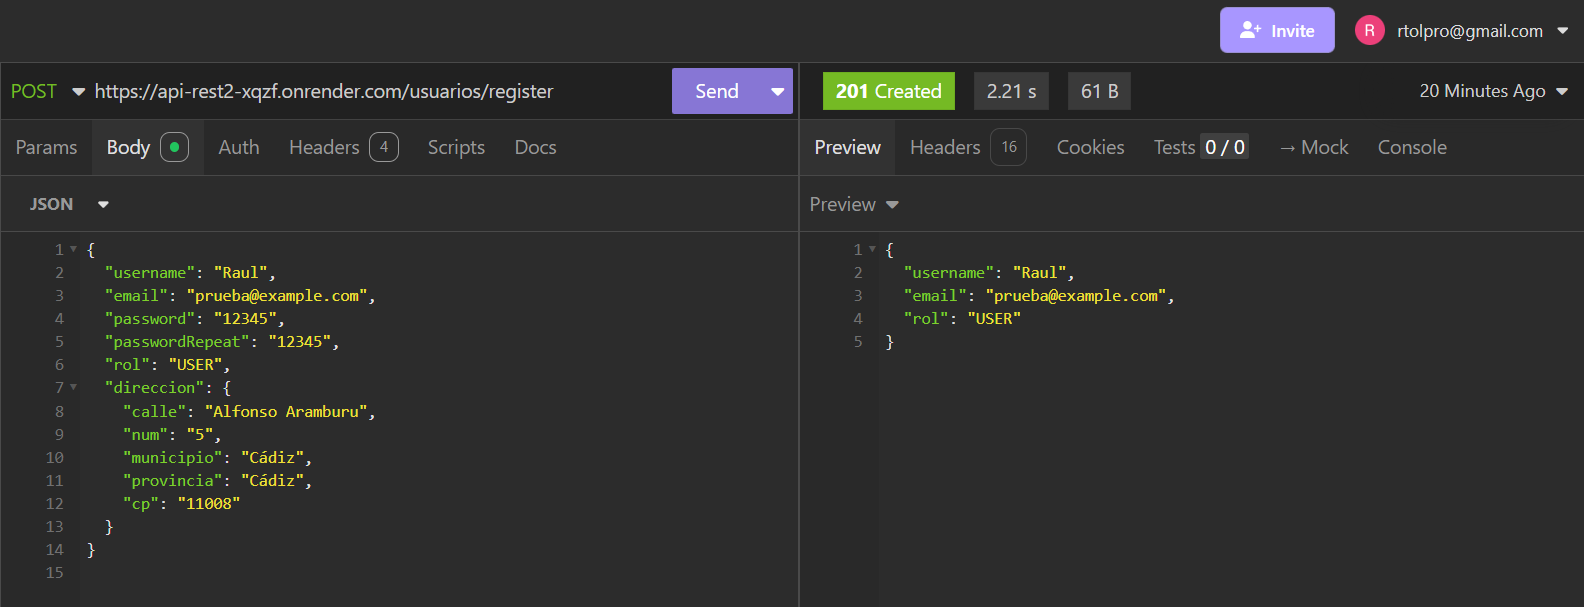 Invite
R rtolpro@gmail.com
POST https://api-rest2-xqzf.onrender.com/usuarios/register Send
201 Created 2.21 s 61 B 20 Minutes Ago
Params Body Auth Headers 4 Scripts Docs
Preview Headers 16 Cookies Tests 0 / 0 → Mock Console
JSON
Preview
1 {
2 "username": "Raul",
3 "email": "prueba@example.com",
4 "password": "12345",
5 "passwordRepeat": "12345",
6 "rol": "USER",
7 "direccion": {
8 "calle": "Alfonso Aramburu",
9 "num": "5",
10 "municipio": "Cádiz",
11 "provincia": "Cádiz",
12 "cp": "11008"
13 }
14 }
15
1 {
2 "username": "Raul",
3 "email": "prueba@example.com",
4 "rol": "USER"
5 }